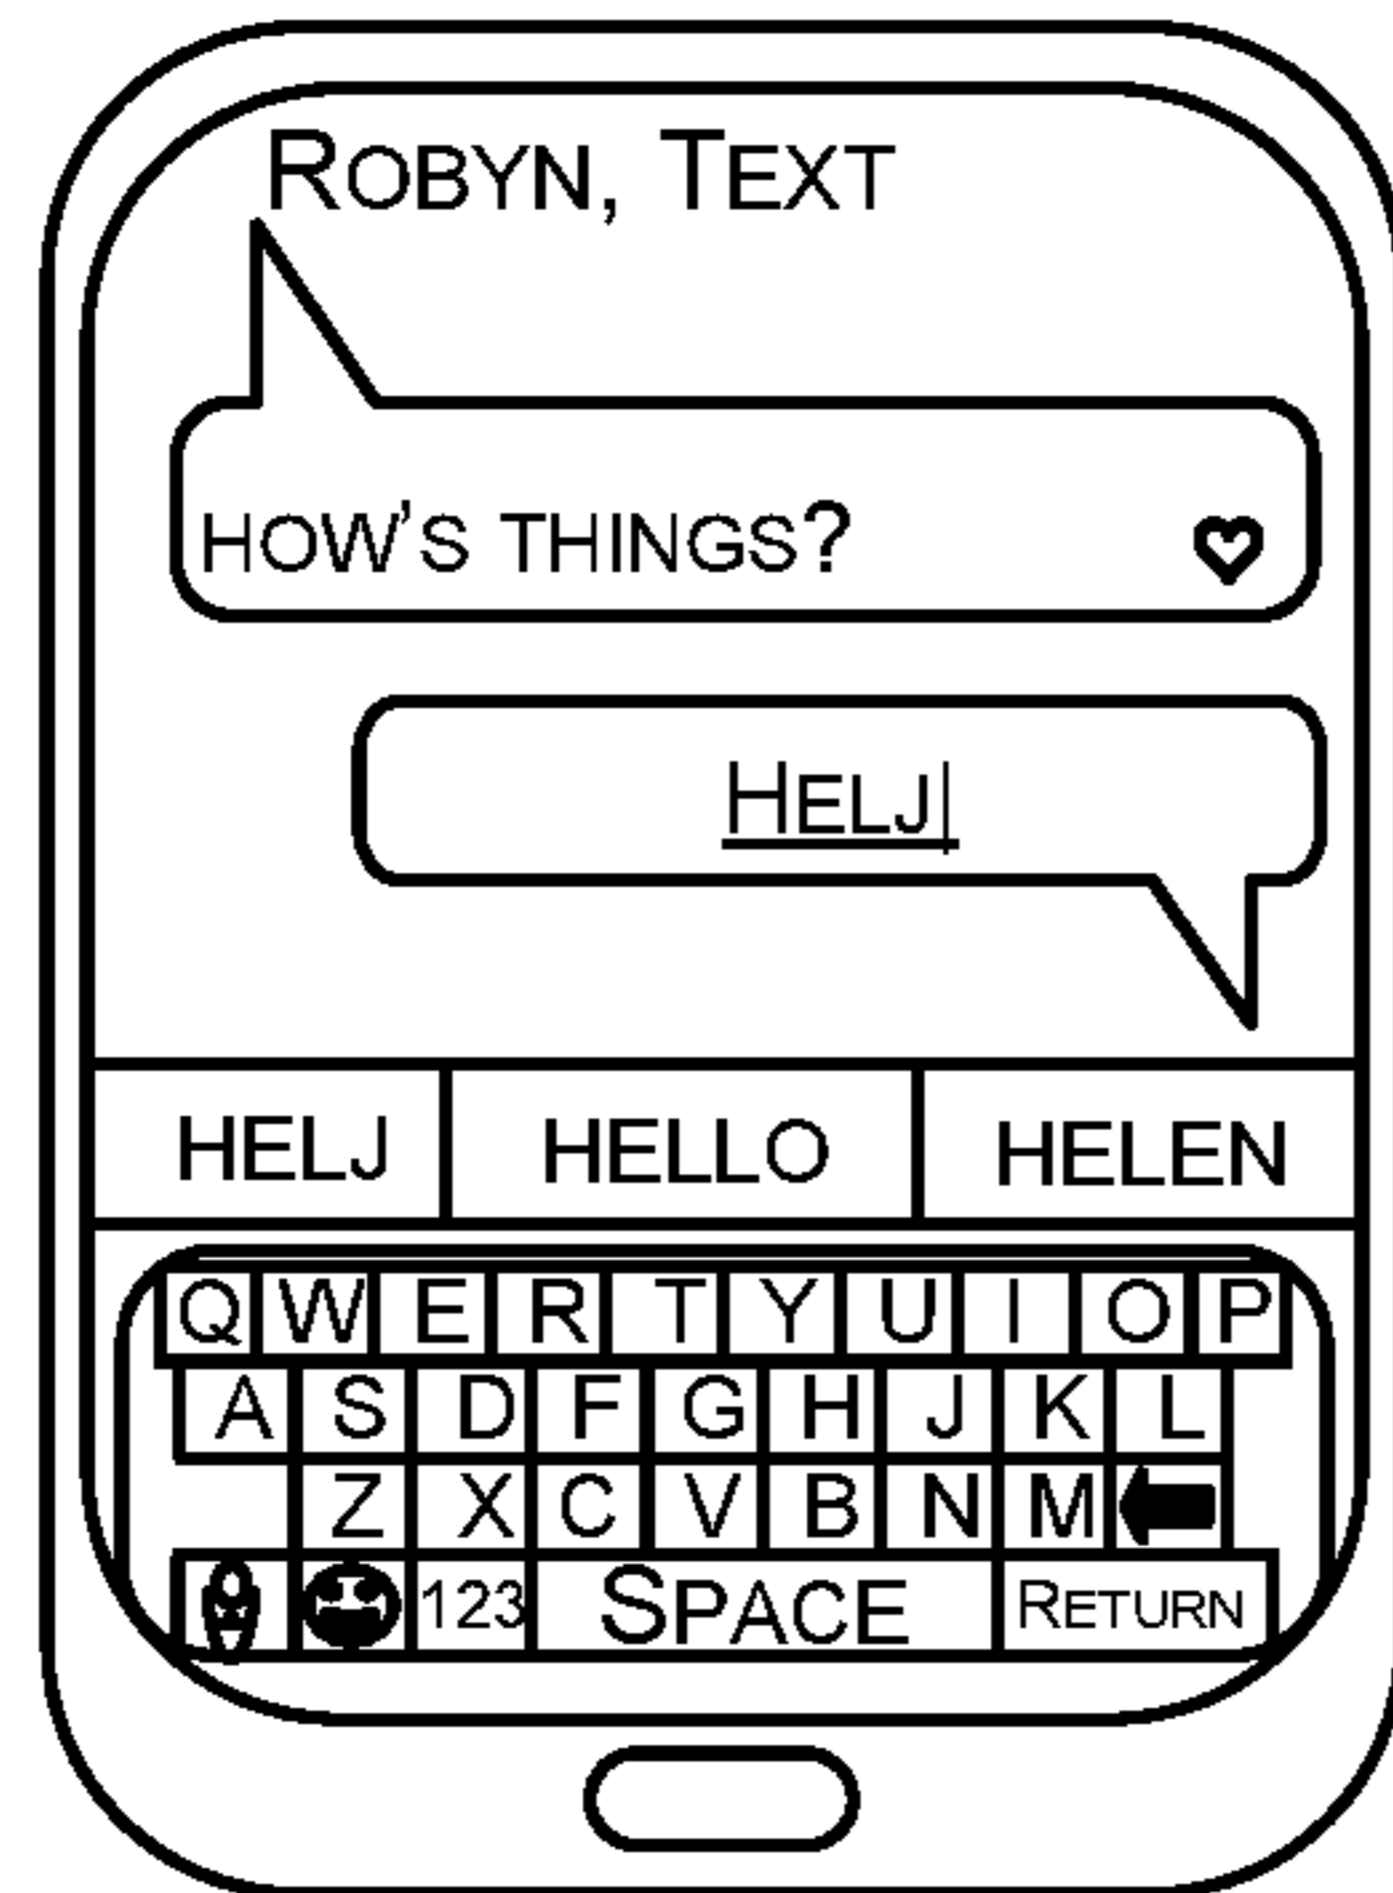 ROBYN, TEXT
HOW'S THINGS?
HELJ
HELJ HELLO HELEN
Q W E R T Y U I O P
A S D F G H J K L
Z X C V B N M
123 SPACE RETURN